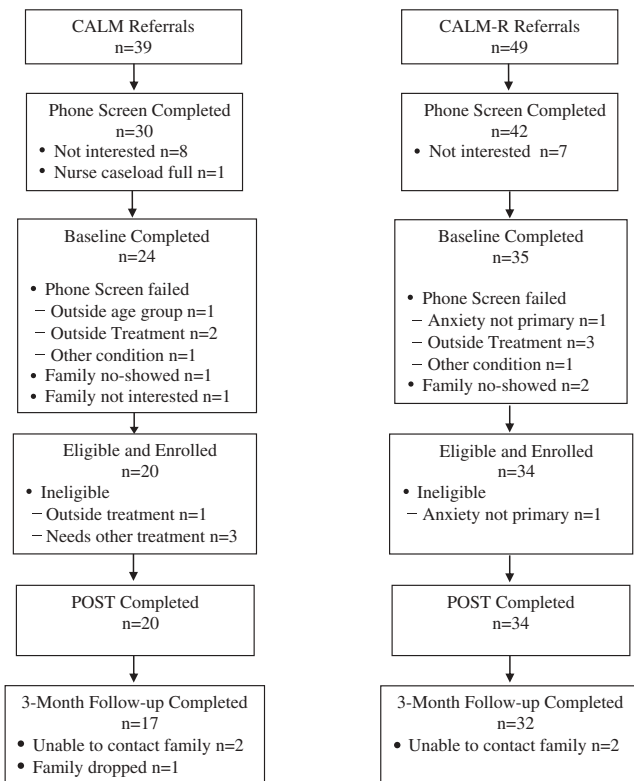 CALM Referrals
n=39
Phone Screen Completed
n=30
• Not interested n=8
• Nurse caseload full n=1
Baseline Completed
n=24
• Phone Screen failed
– Outside age group n=1
– Outside Treatment n=2
– Other condition n=1
• Family no-showed n=1
• Family not interested n=1
Eligible and Enrolled
n=20
• Ineligible
– Outside treatment n=1
– Needs other treatment n=3
POST Completed
n=20
3-Month Follow-up Completed
n=17
• Unable to contact family n=2
• Family dropped n=1
CALM-R Referrals
n=49
Phone Screen Completed
n=42
• Not interested n=7
Baseline Completed
n=35
• Phone Screen failed
– Anxiety not primary n=1
– Outside Treatment n=3
– Other condition n=1
• Family no-showed n=2
Eligible and Enrolled
n=34
• Ineligible
– Anxiety not primary n=1
POST Completed
n=34
3-Month Follow-up Completed
n=32
• Unable to contact family n=2